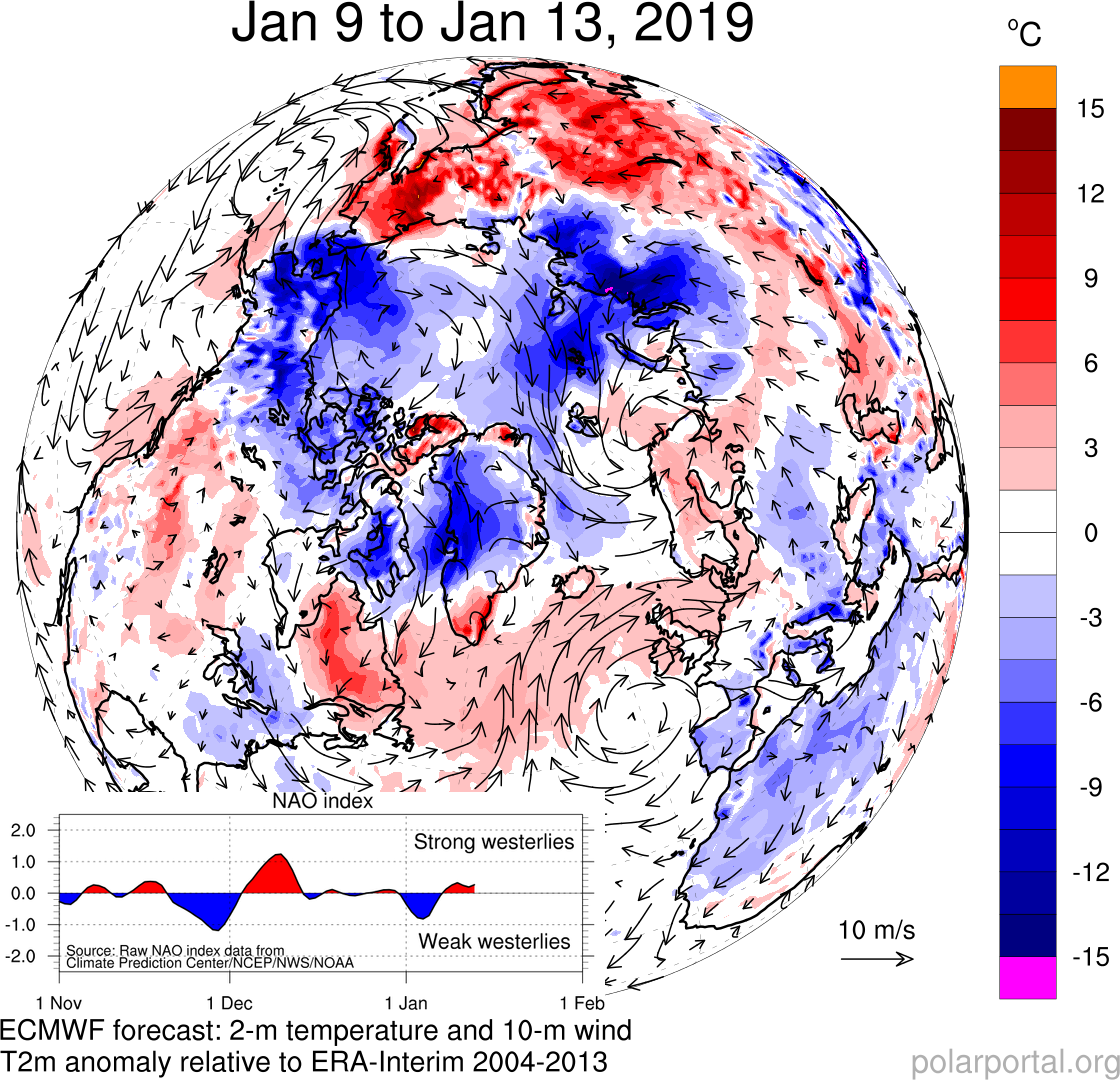 Jan 9 to Jan 13, 2019
ºC
15
12
9
6
3
0
-3
-6
-9
-12
-15
10 m/s
NAO index
2.0
1.0
0.0
-1.0
-2.0
Strong westerlies
Weak westerlies
Source: Raw NAO index data from
Climate Prediction Center/NCEP/NWS/NOAA
1 Nov
1 Dec
1 Jan
1 Feb
ECMWF forecast: 2-m temperature and 10-m wind
T2m anomaly relative to ERA-Interim 2004-2013
polarportal.org